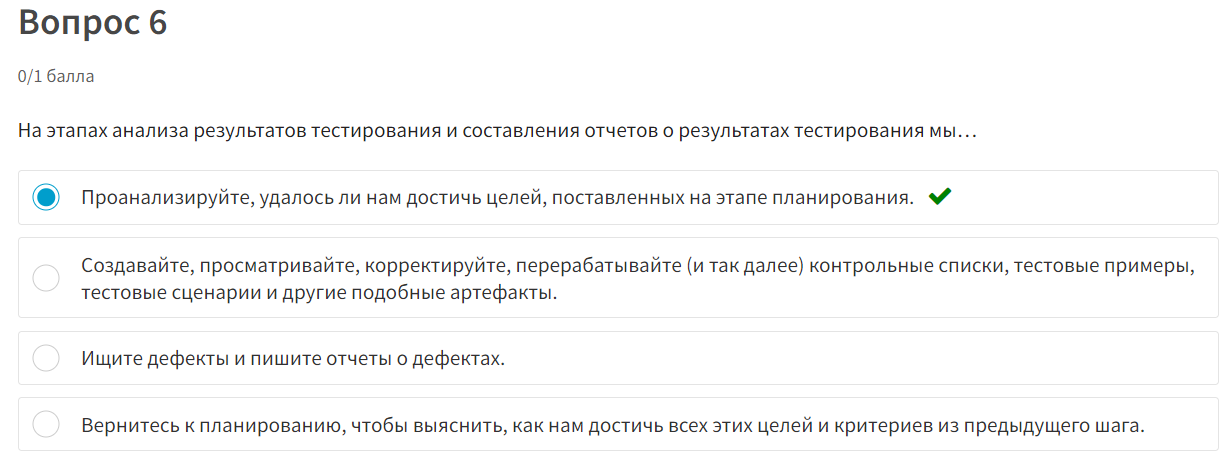 Вопрос 6
0/1 балла
На этапах анализа результатов тестирования и составления отчетов о результатах тестирования мы…
Проанализируйте, удалось ли нам достичь целей, поставленных на этапе планирования.
Создавайте, просматривайте, корректируйте, перерабатывайте (и так далее) контрольные списки, тестовые примеры,
тестовые сценарии и другие подобные артефакты.
Ищите дефекты и пишите отчеты о дефектах.
Вернитесь к планированию, чтобы выяснить, как нам достичь всех этих целей и критериев из предыдущего шага.